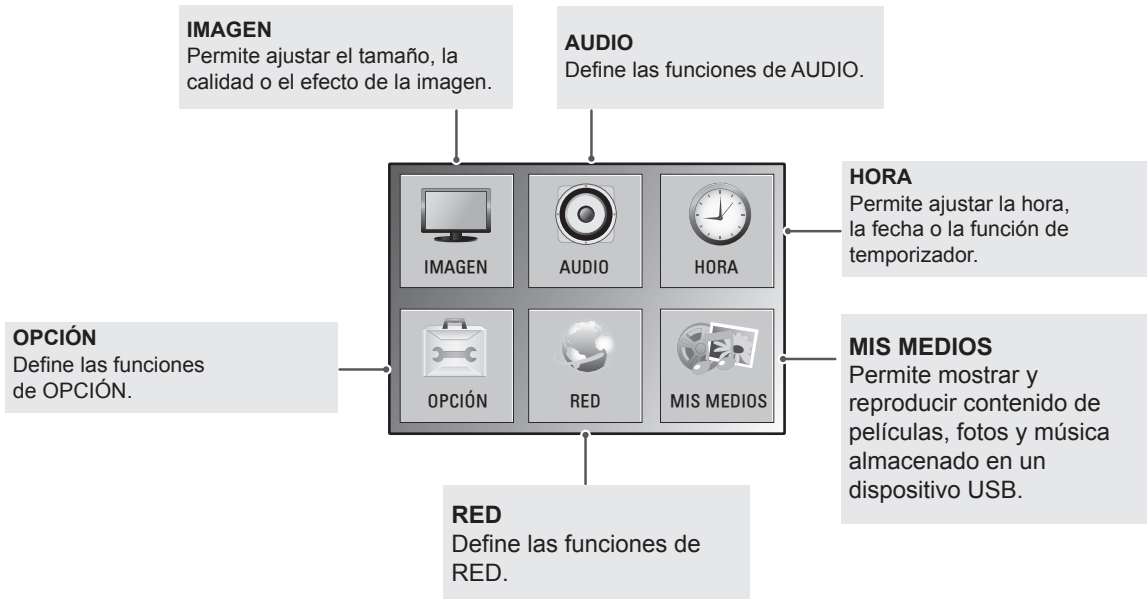 IMAGEN
Permite ajustar el tamaño, la
calidad o el efecto de la imagen.
AUDIO
Define las funciones de AUDIO.
HORA
Permite ajustar la hora,
la fecha o la función de
temporizador.
IMAGEN
AUDIO
HORA
OPCIÓN
Define las funciones
de OPCIÓN.
OPCIÓN
RED
MIS MEDIOS
MIS MEDIOS
Permite mostrar y
reproducir contenido de
películas, fotos y música
almacenado en un
dispositivo USB.
RED
Define las funciones de
RED.